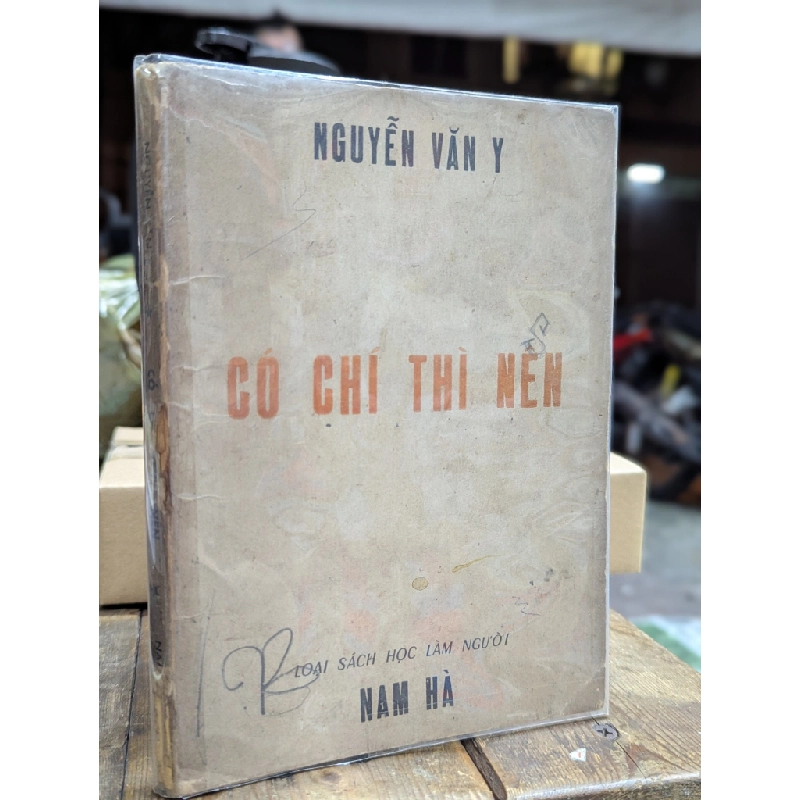 NGUYỄN VĂN Y
CÓ CHÍ THÌ NÊN
LOẠI SÁCH HỌC LÀM NGƯỜI
NAM HÀ